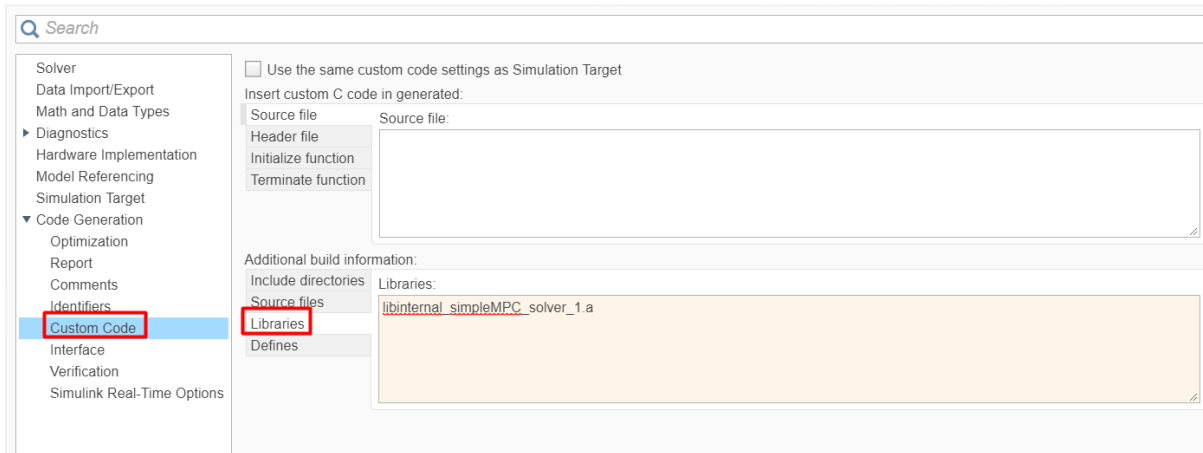 Search
Solver
Data Import/Export
Math and Data Types
Diagnostics
Hardware Implementation
Model Referencing
Simulation Target
Code Generation
Optimization
Report
Comments
Identifiers
Custom Code
Interface
Verification
Simulink Real-Time Options
Use the same custom code settings as Simulation Target
Insert custom C code in generated:
Source file
Header file
Initialize function
Terminate function
Source file:
Additional build information:
Include directories
Source files
Libraries
Defines
Libraries:
libinternal_simpleMPC_solver_1.a